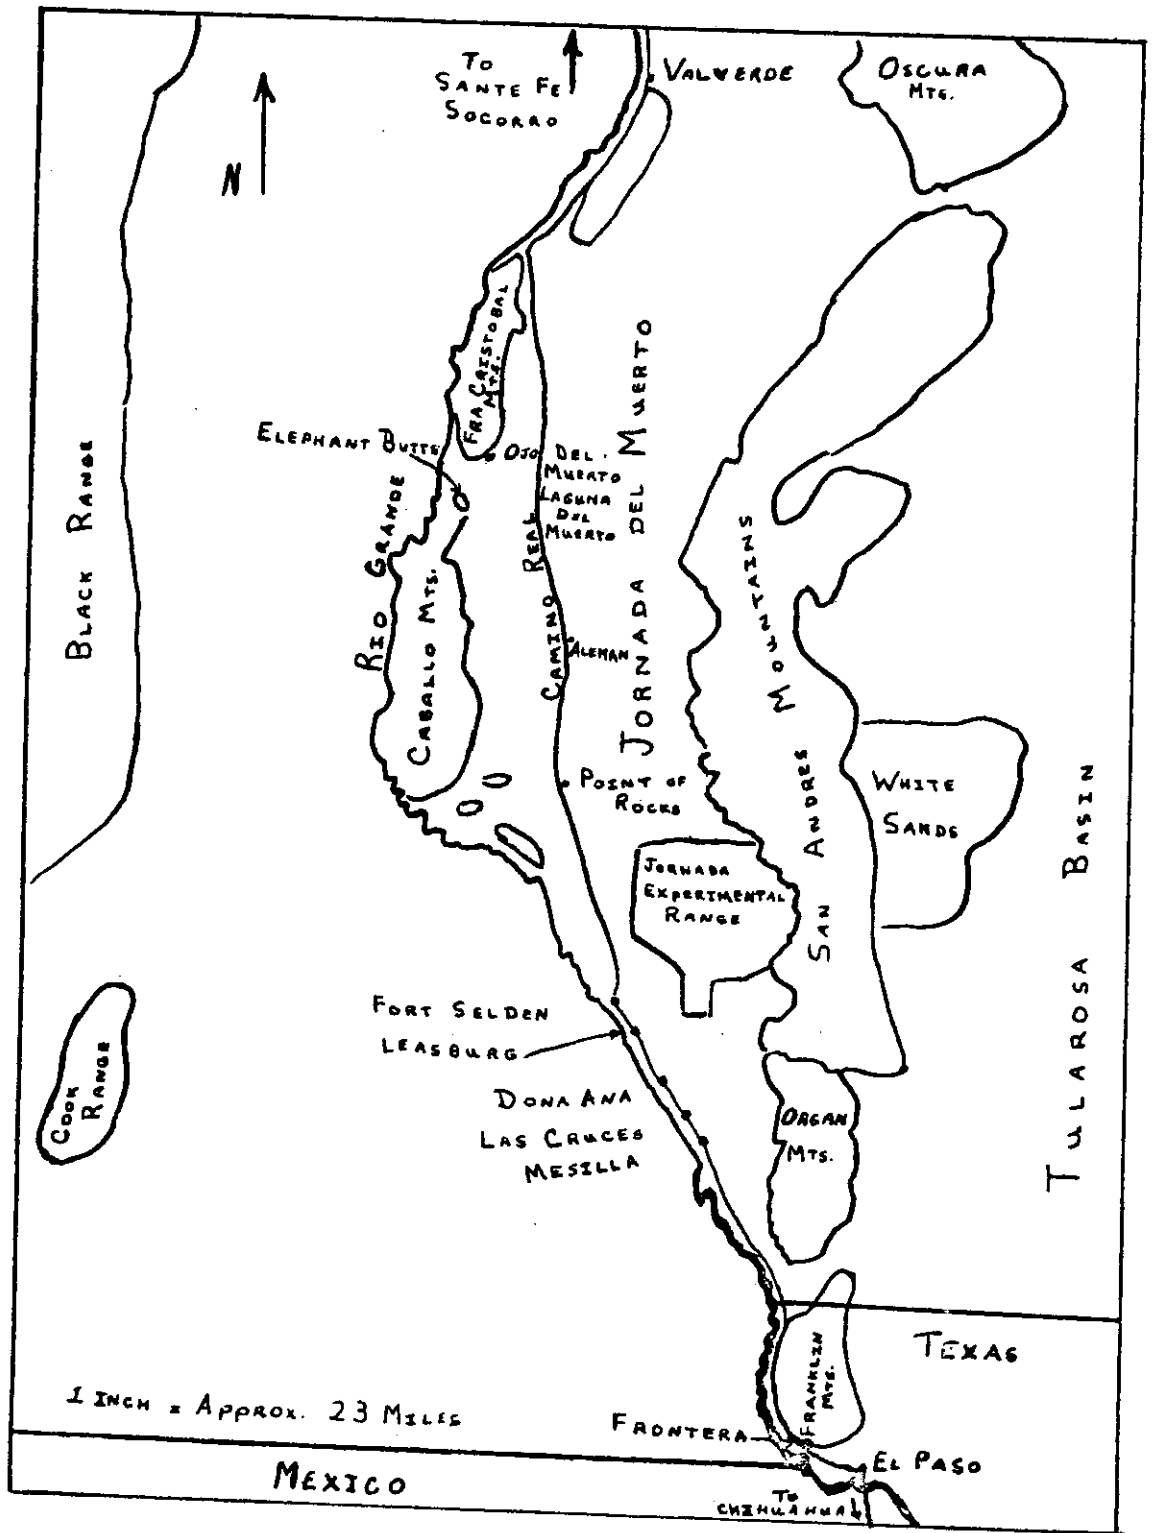 To
SANTE FE
SOCORRO
VALVERDE
OSCURA
MTS.
N
FRA CRISTOBAL
MTS.
ELEPHANT BUTTE
OJO DEL
MUERTO
LAGUNA
DEL
MUERTO
JORNADA DEL MUERTO
BLACK RANGE
RIO GRANDE
CABALLO MTS.
CAMINO REAL
ALEMAN
SAN ANDRES MOUNTAINS
POINT OF
ROCKS
WHITE
SANDS
TULAROSA BASIN
JORNADA
EXPERIMENTAL
RANGE
FORT SELDEN
LEASBURG
COOK
RANGE
DONA ANA
LAS CRUCES
MESILLA
ORGAN
MTS.
TEXAS
FRANKLIN
MTS.
1 INCH = APPROX. 23 MILES
FRONTERA
EL PASO
MEXICO
TO
CHIHUAHUA